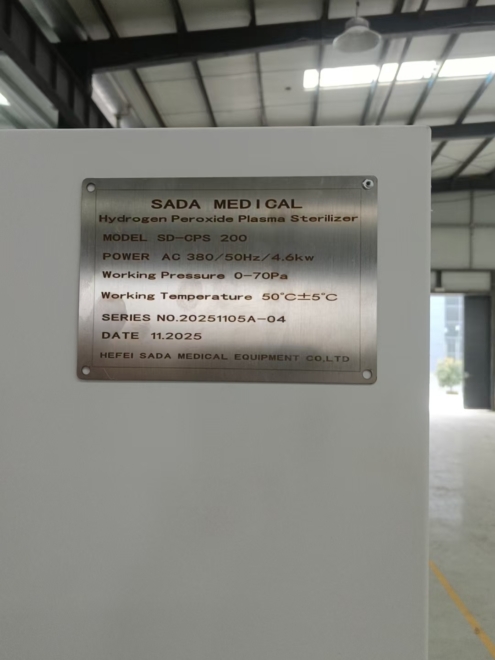 SADA MEDICAL
Hydrogen Peroxide Plasma Sterilizer
MODEL SD-CPS 200
POWER AC 380/50Hz/4.6kw
Working Pressure 0-70Pa
Working Temperature 50℃±5℃
SERIES NO.20251105A-04
DATE 11.2025
HEFEI SADA MEDICAL EQUIPMENT CO,LTD